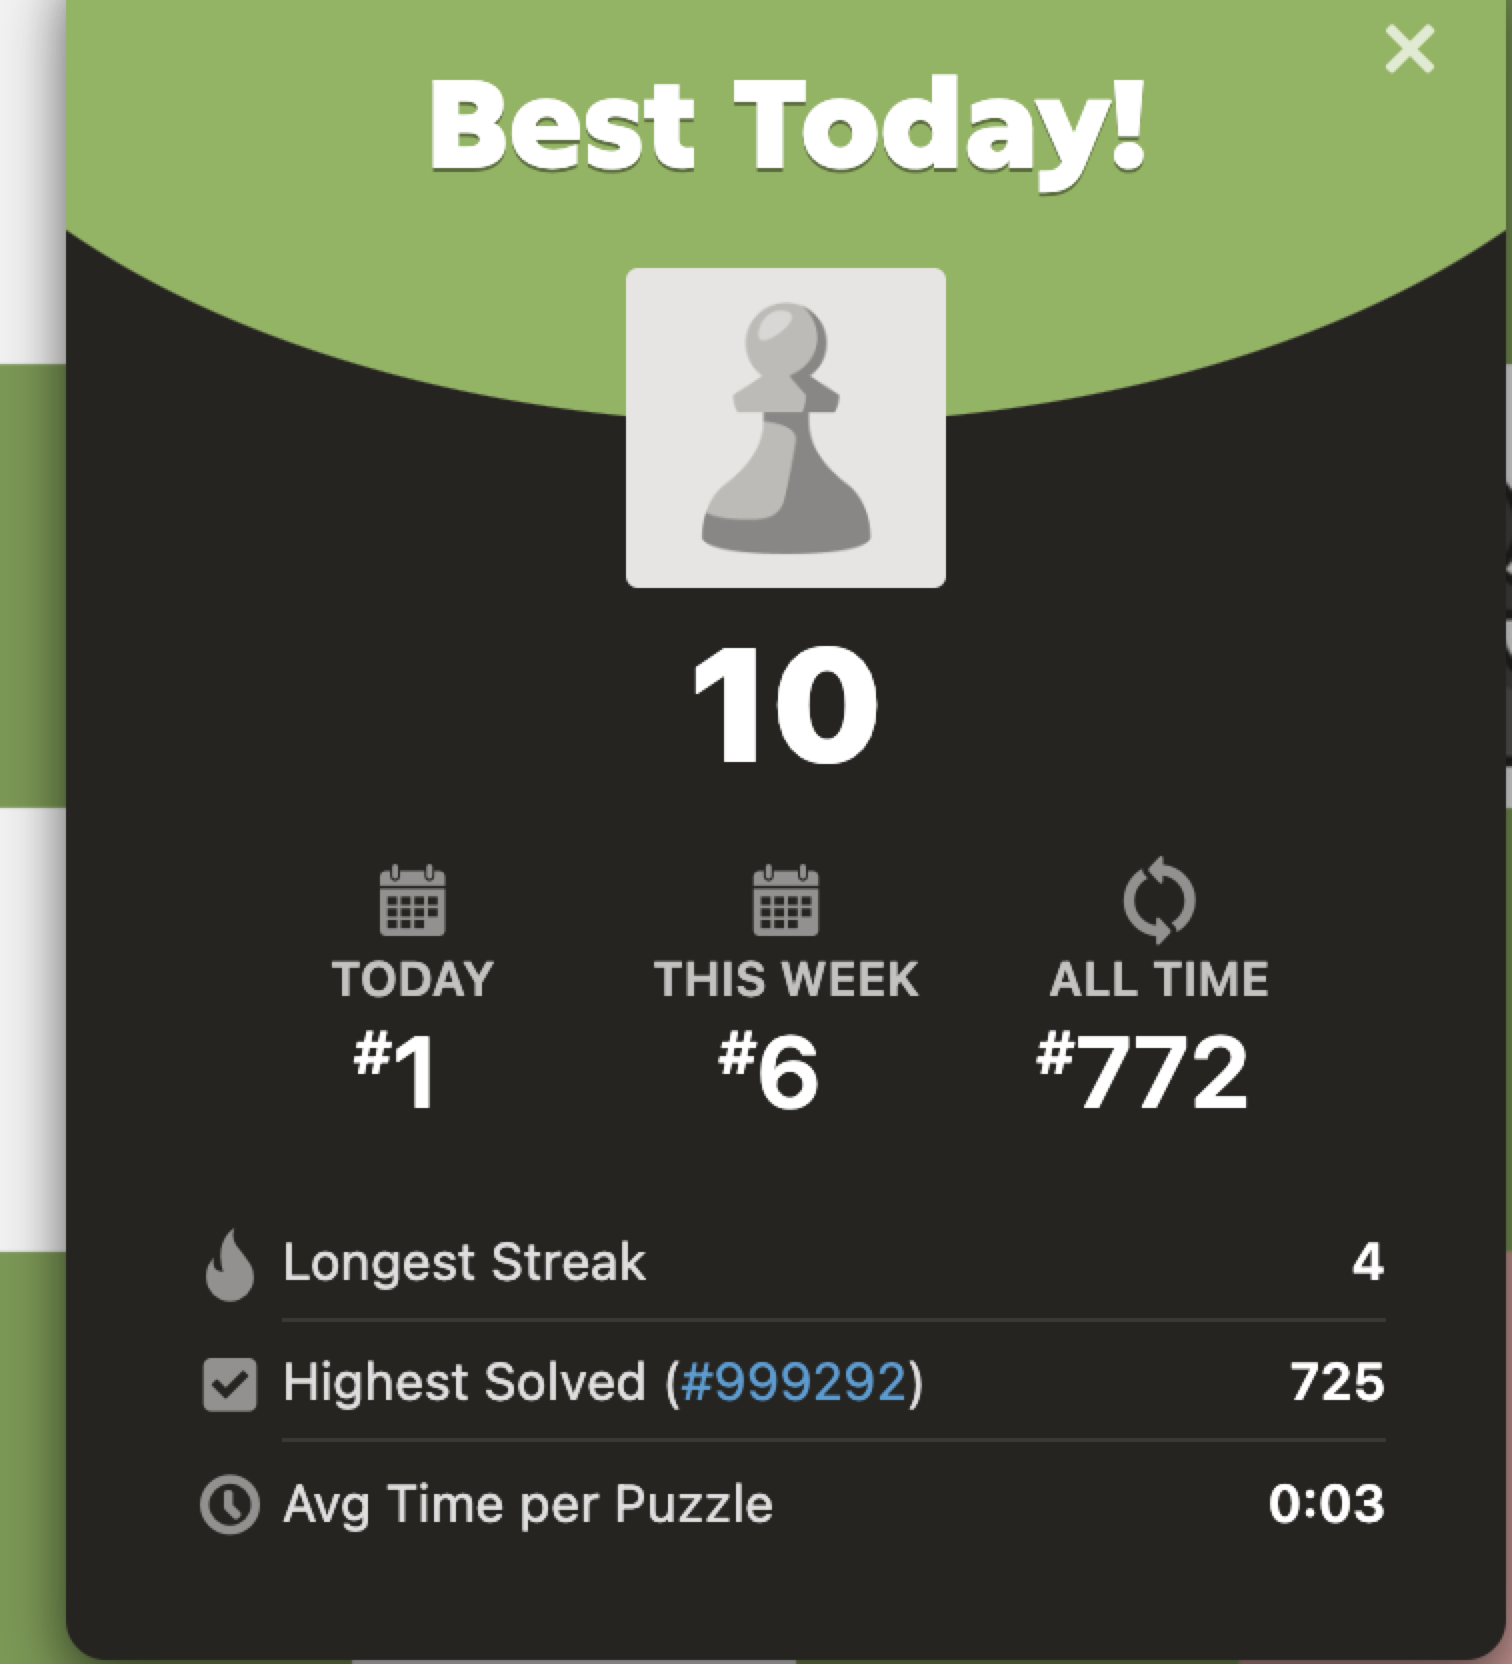 Best Today!
10
TODAY
#1
THIS WEEK
#6
ALL TIME
#772
Longest Streak 4
Highest Solved (#999292) 725
Avg Time per Puzzle 0:03